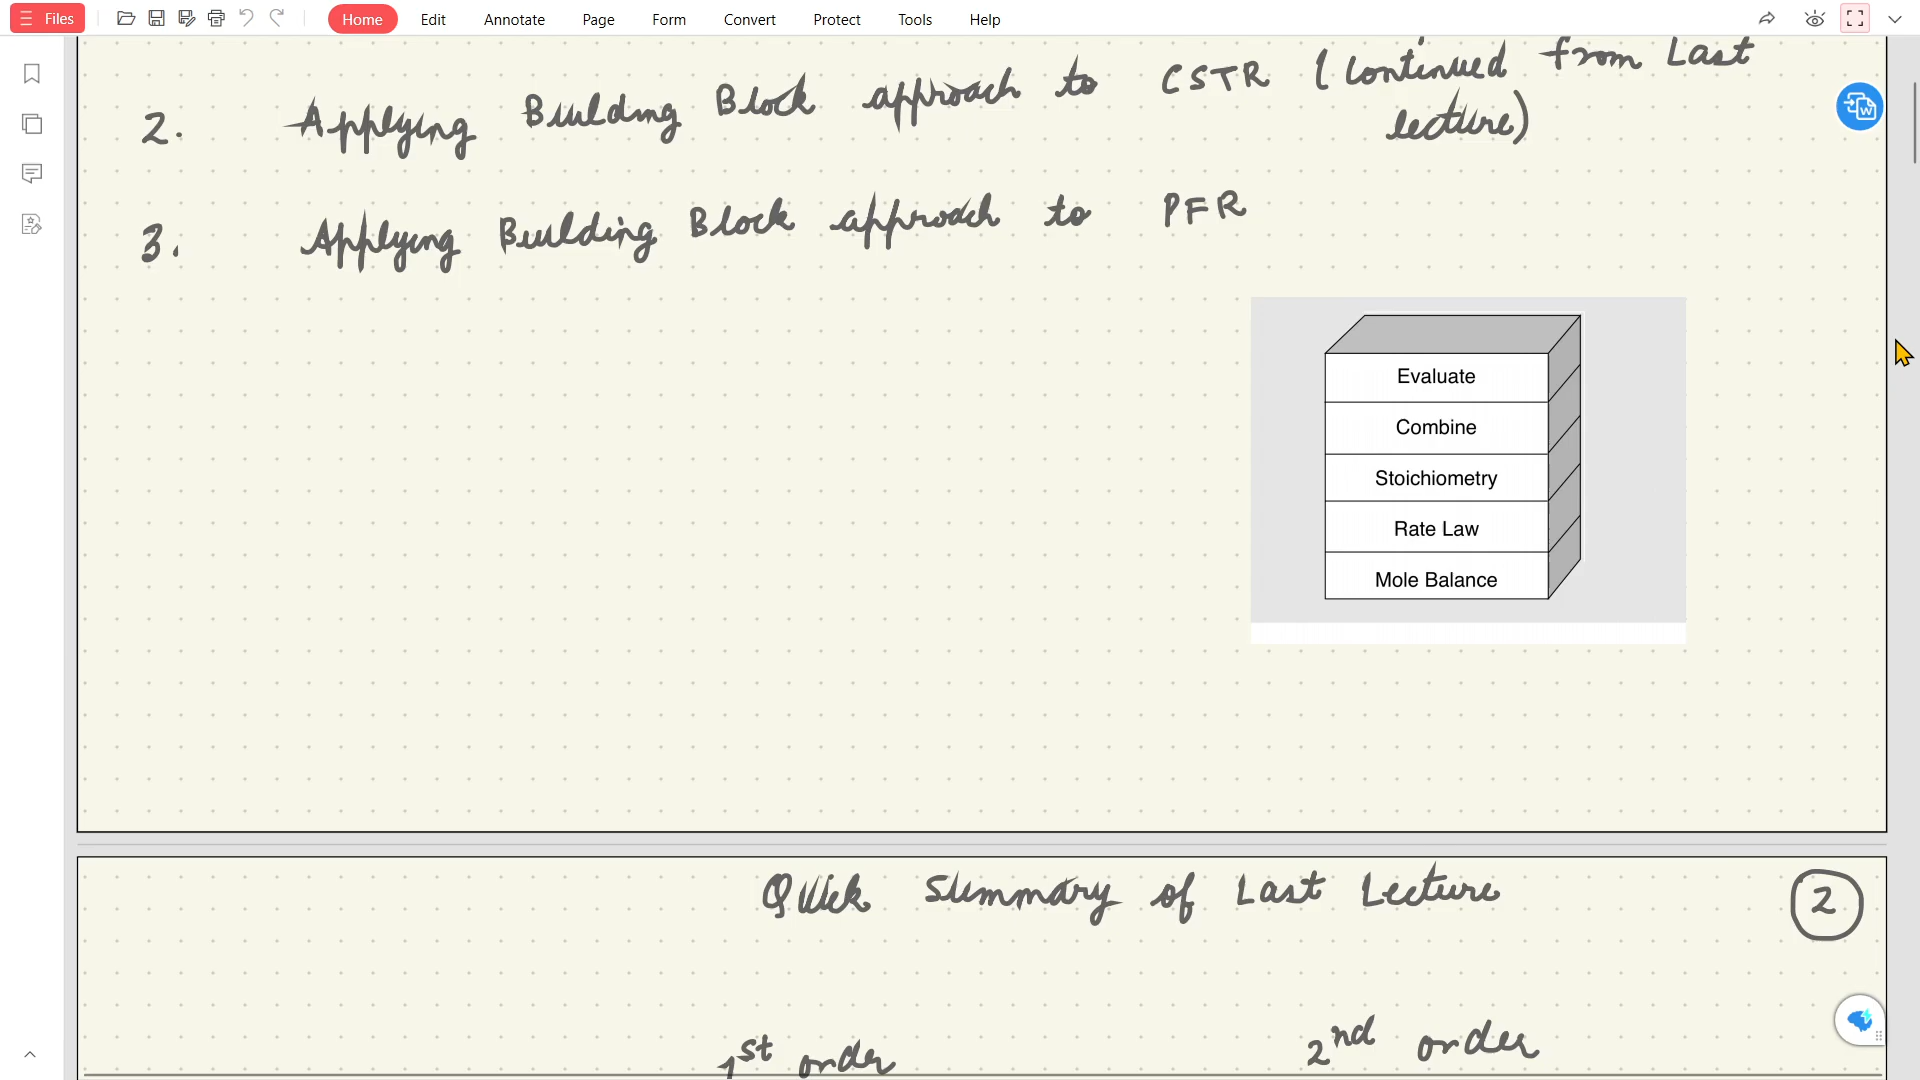 Files
Home Edit Annotate Page Form Convert Protect Tools Help
2. Applying Building Block approach to CSTR (Continued from Last
lecture)
3. Applying Building Block approach to PFR
Evaluate
Combine
Stoichiometry
Rate Law
Mole Balance
Quick Summary of Last Lecture
2
1st order 2nd order